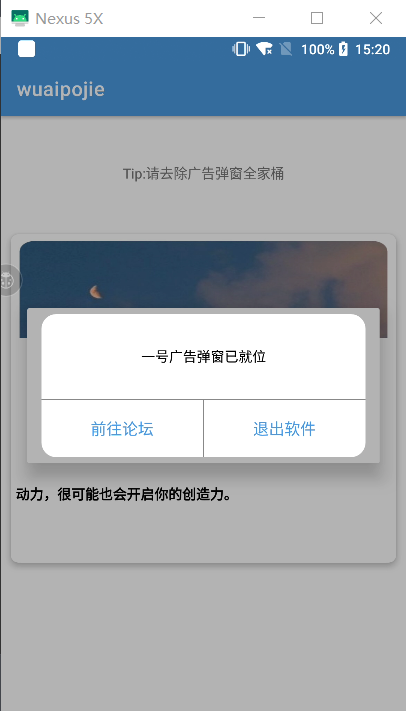 Nexus 5X
100% 15:20
wuaipojie
Tip:请去除广告弹窗全家桶
一号广告弹窗已就位
前往论坛 退出软件
动力，很可能也会开启你的创造力。